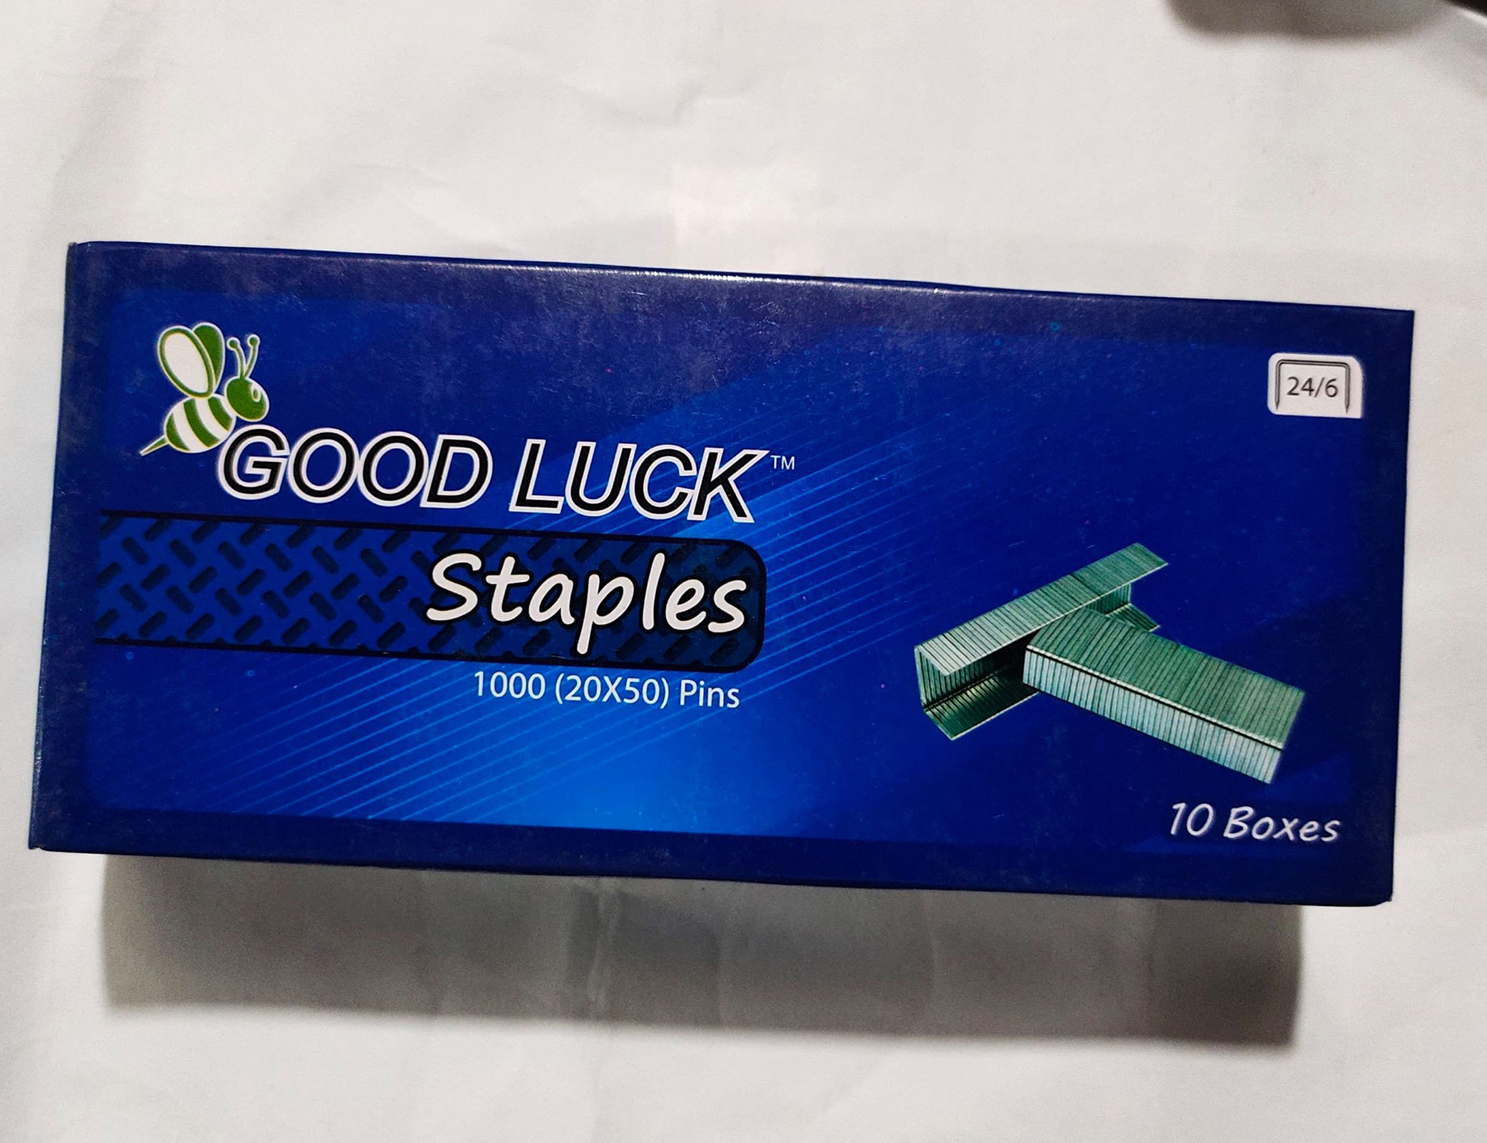 24/6
GOOD LUCK™
Staples
1000 (20X50) Pins
10 Boxes